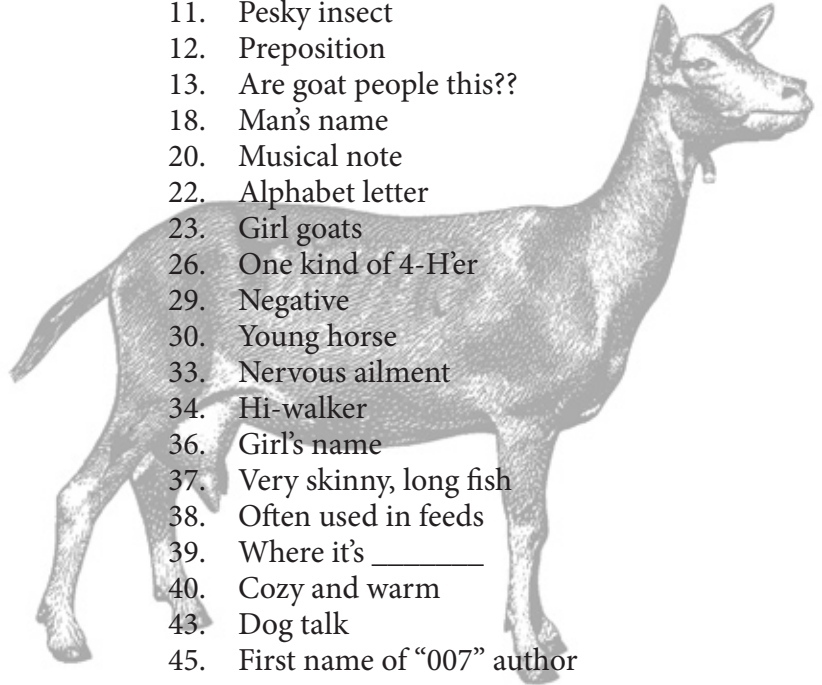 11. Pesky insect
12. Preposition
13. Are goat people this??
18. Man's name
20. Musical note
22. Alphabet letter
23. Girl goats
26. One kind of 4-H'er
29. Negative
30. Young horse
33. Nervous ailment
34. Hi-walker
36. Girl's name
37. Very skinny, long fish
38. Often used in feeds
39. Where it's _______
40. Cozy and warm
43. Dog talk
45. First name of “007” author